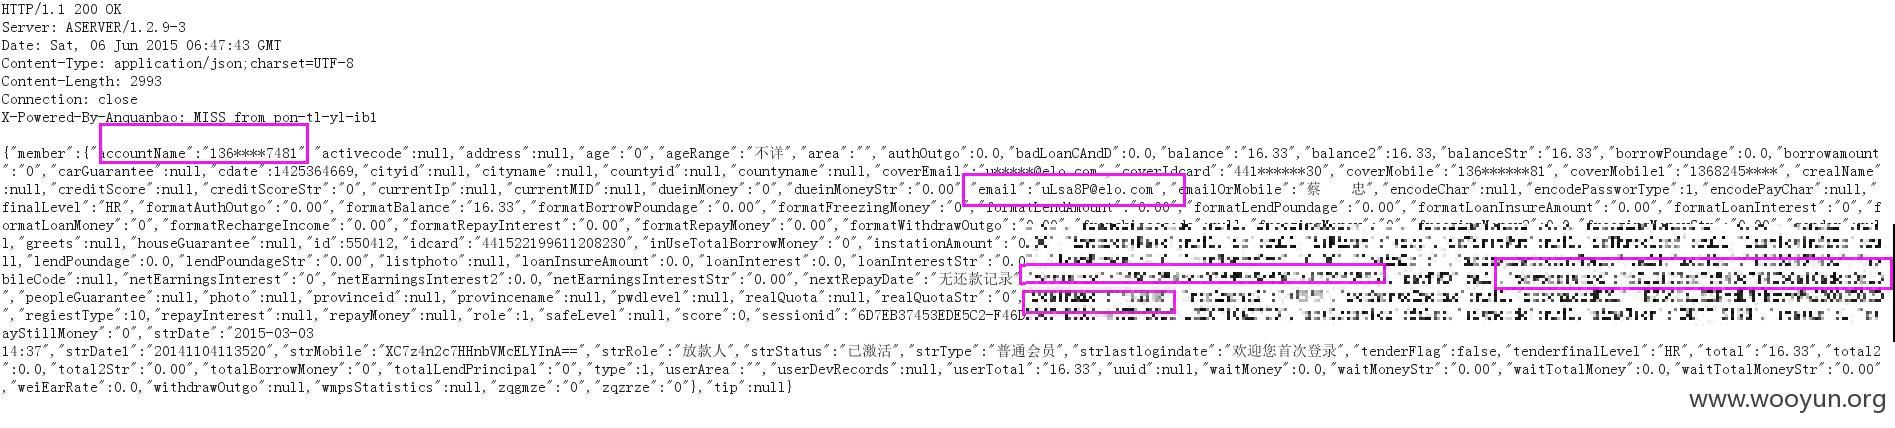 HTTP/1.1 200 OK
Server: ASERVER/1.2.9-3
Date: Sat, 06 Jun 2015 06:47:43 GMT
Content-Type: application/json;charset=UTF-8
Content-Length: 2993
Connection: close
X-Powered-By-Anquanbao: MISS from pon-tl-yl-ib1
{"member":{"accountName":"136****7481" activecode":null,"address":null,"age":"0","ageRange":"不详","area":"","authOutgo":0.0,"badLoanCAndD":0.0,"balance":"16.33","balance2":16.33,"balanceStr":"16.33","borrowPoundage":0.0,"borrowamount
":"0","carGuarantee":null,"cdate":1425364669,"cityid":null,"cityname":null,"countyid":null,"countyname":null,"coverEmail":"u*****@elo.com","coverIdcard":"441******30","coverMobile":"136******81","coverMobile1":"1368245****","crealName"
:null,"creditScore":null,"creditScoreStr":"0","currentIp":null,"currentMID":null,"dueinMoney":"0","dueinMoneyStr":"0.00" "email":"uLsa8P@elo.com","emailOrMobile":"蔡 忠","encodeChar":null,"encodePassworType":1,"encodePayChar":null,"
finalLevel":"HR","formatAuthOutgo":"0.00","formatBalance":"16.33","formatBorrowPoundage":"0.00","formatFreezingMoney":"0","formatLendAmount":"0.00","formatLendPoundage":"0.00","formatLoanInsureAmount":"0.00","formatLoanInterest":"0","f
ormatLoanMoney":"0","formatRechargeIncome":"0.00","formatRepayInterest":"0.00","formatRepayMoney":"0.00","formatWithdrawOutgo":
l,"greets":null,"houseGuarantee":null,"id":550412,"idcard":"441522199611208230","inUseTotalBorrowMoney":"0","instationAmount":"0
ll,"lendPoundage":0.0,"lendPoundageStr":"0.00","listphoto":null,"loanInsureAmount":0.0,"loanInterest":0.0,"loanInterestStr":"0.0
bileCode":null,"netEarningsInterest":"0","netEarningsInterest2":0.0,"netEarningsInterestStr":"0.00","nextRepayDate":"无还款记录"
","peopleGuarantee":null,"photo":null,"provinceid":null,"provincename":null,"pwdlevel":null,"realQuota":null,"realQuotaStr":"0",
","regiestType":10,"repayInterest":null,"repayMoney":null,"role":1,"safeLevel":null,"score":0,"sessionid":"6D7EB37453EDE5C2-F46D
ayStillMoney":"0","strDate":"2015-03-03
14:37","strDate1":"20141104113520","strMobile":"XC7z4n2c7HHnbVMcELYInA==","strRole":"放款人","strStatus":"已激活","strType":"普通会员","strlastlogindate":"欢迎您首次登录","tenderFlag":false,"tenderfinalLevel":"HR","total":"16.33","total2"
:0.0,"total2Str":"0.00","totalBorrowMoney":"0","totalLendPrincipal":"0","type":1,"userArea":"","userDevRecords":null,"userTotal":"16.33","uuid":null,"waitMoney":0.0,"waitMoneyStr":"0.00","waitTotalMoney":0.0,"waitTotalMoneyStr":"0.00"
,"weiEarRate":0.0,"withdrawOutgo":null,"wmpsStatistics":null,"zqgmze":"0","zqzrze":"0"},"tip":null}
www.wooyun.org